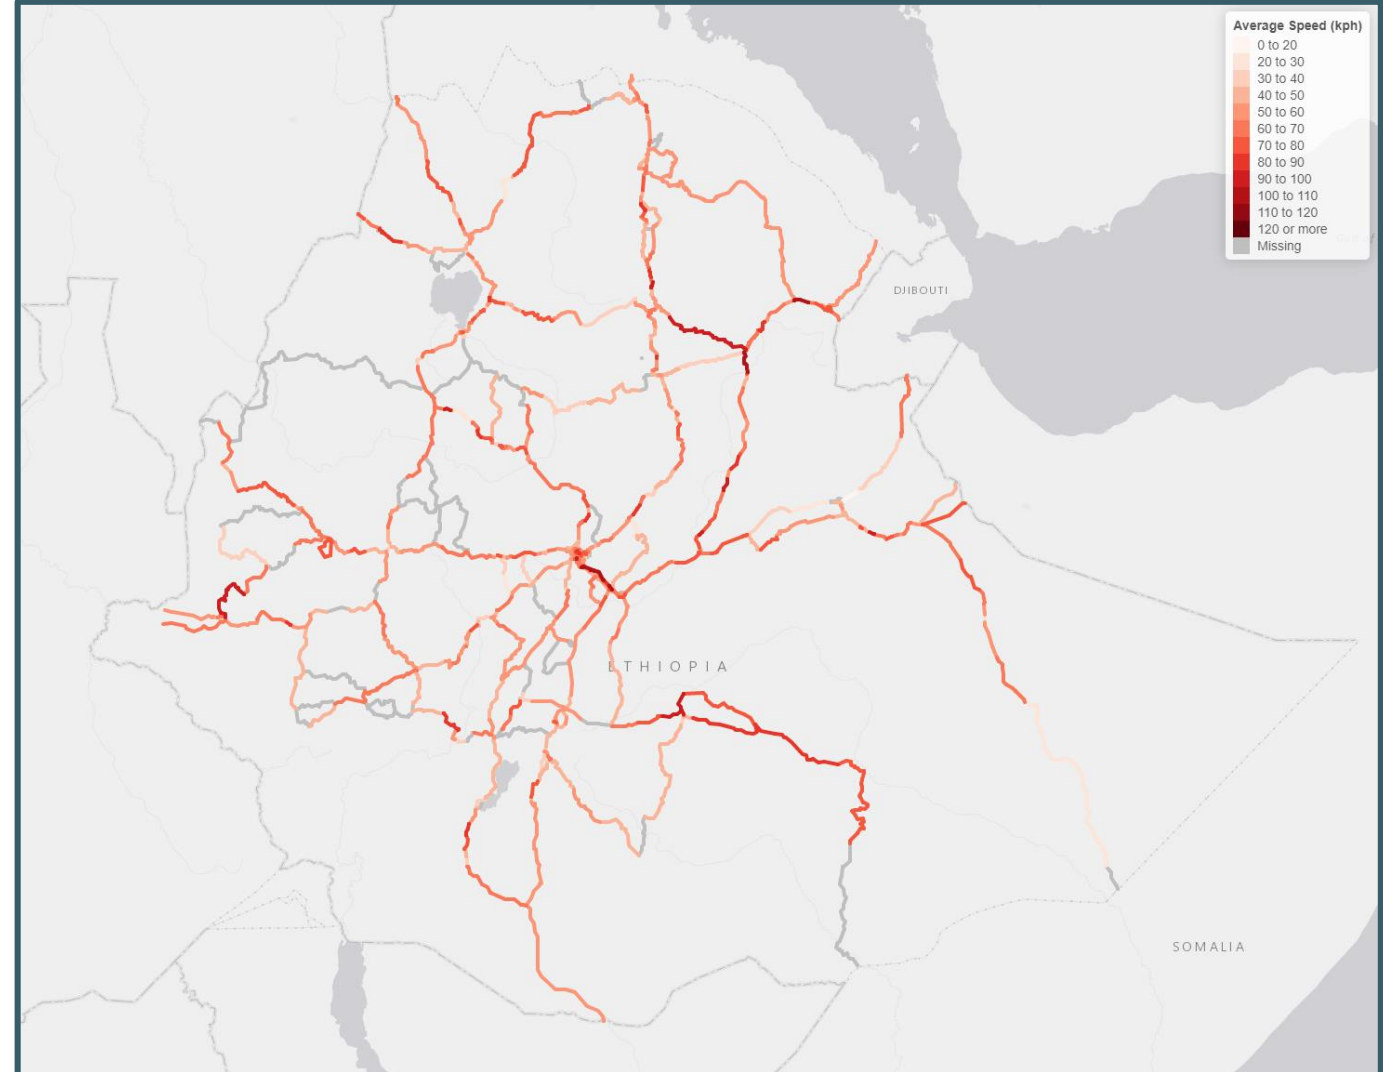 Average Speed (kph)
0 to 20
20 to 30
30 to 40
40 to 50
50 to 60
60 to 70
70 to 80
80 to 90
90 to 100
100 to 110
110 to 120
120 or more
Missing
DJIBOUTI
ETHIOPIA
SOMALIA